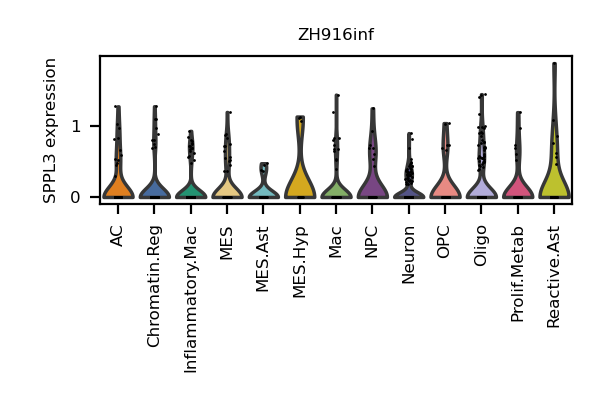 ZH916inf
SPPL3 expression
1
0
AC
Chromatin.Reg
Inflammatory.Mac
MES
MES.Ast
MES.Hyp
Mac
NPC
Neuron
OPC
Oligo
Prolif.Metab
Reactive.Ast